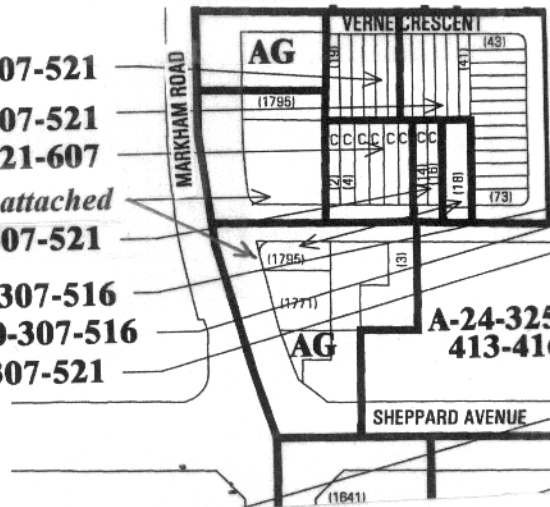 VERNE CRESCENT
AG
(19)
(41)
(43)
07-521
MARKHAM ROAD
(1795)
07-521
21-607
C C C C C C C C
(2)
(4)
(14)
(16)
(18)
(73)
attached
07-521
(1795)
(3)
307-516
(1771)
0-307-516
A-24-325
413-416
AG
307-521
SHEPPARD AVENUE
(1641)